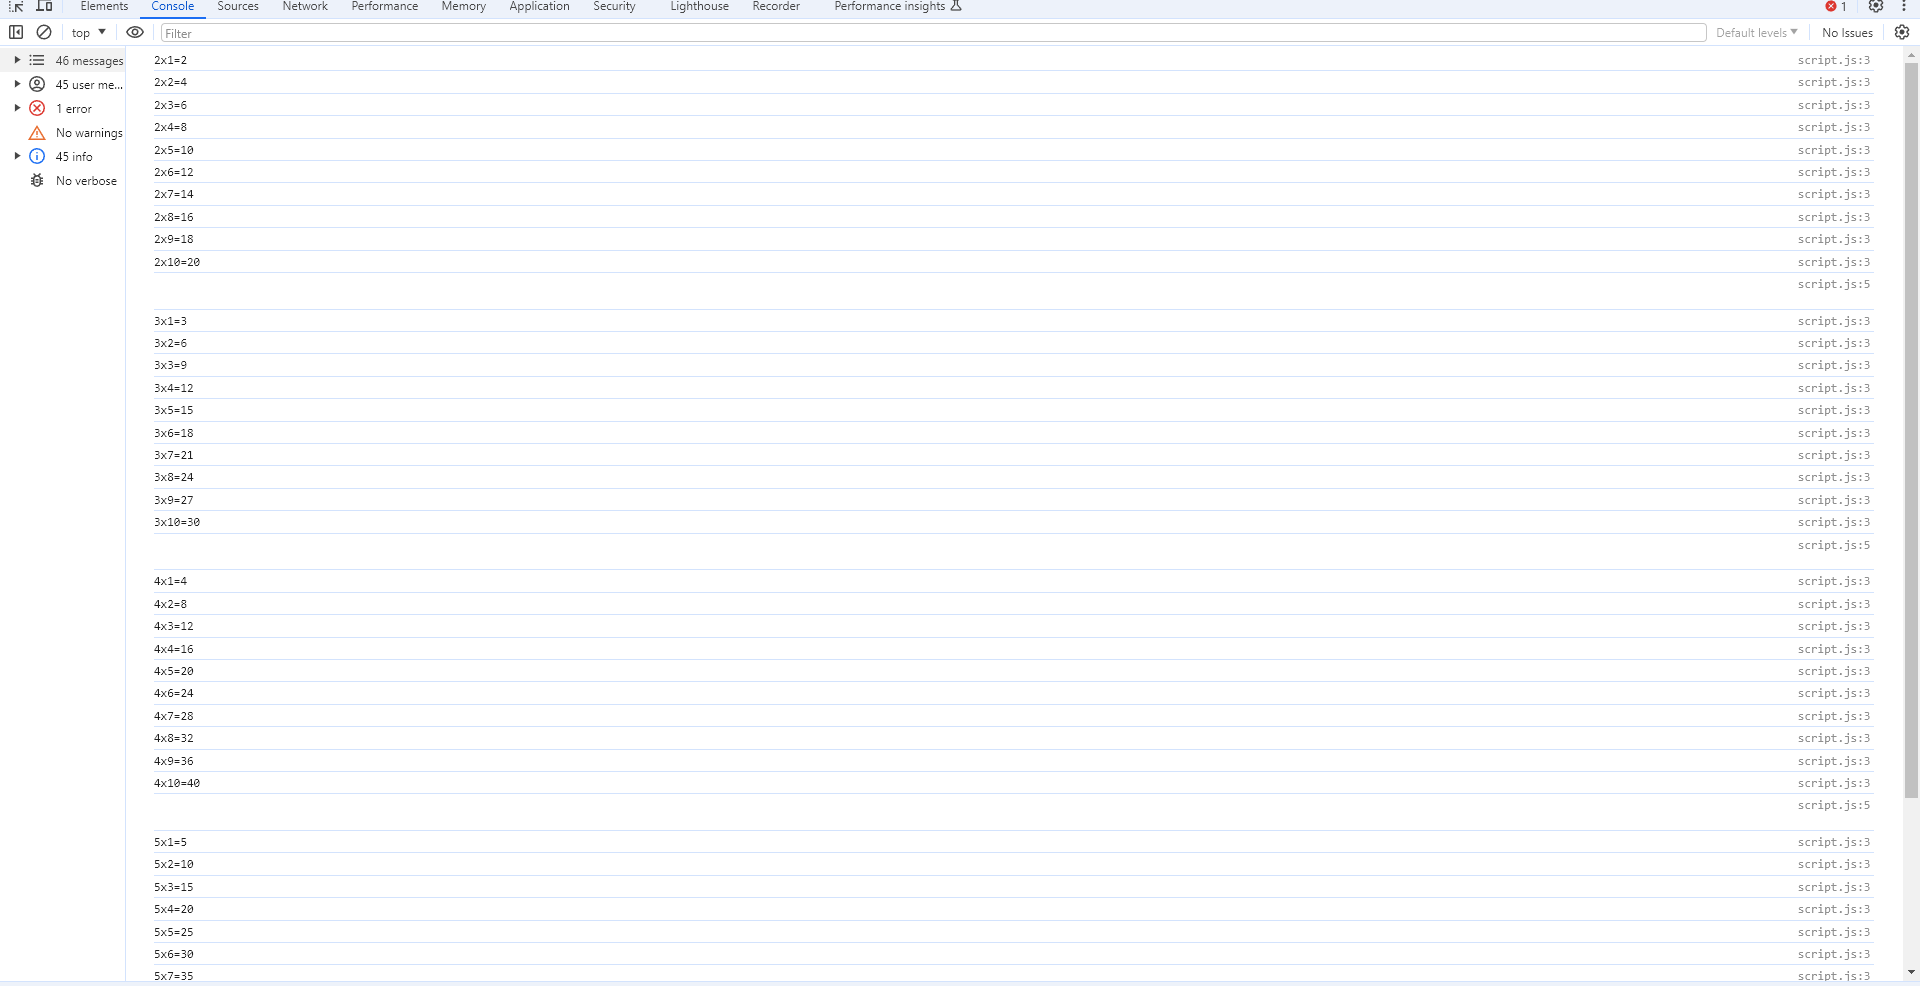 Elements Console Sources Network Performance Memory Application Security Lighthouse Recorder Performance insights 1
top Filter Default levels No Issues
46 messages
45 user me...
1 error
No warnings
45 info
No verbose
2x1=2 script.js:3
2x2=4 script.js:3
2x3=6 script.js:3
2x4=8 script.js:3
2x5=10 script.js:3
2x6=12 script.js:3
2x7=14 script.js:3
2x8=16 script.js:3
2x9=18 script.js:3
2x10=20 script.js:3
script.js:5
3x1=3 script.js:3
3x2=6 script.js:3
3x3=9 script.js:3
3x4=12 script.js:3
3x5=15 script.js:3
3x6=18 script.js:3
3x7=21 script.js:3
3x8=24 script.js:3
3x9=27 script.js:3
3x10=30 script.js:3
script.js:5
4x1=4 script.js:3
4x2=8 script.js:3
4x3=12 script.js:3
4x4=16 script.js:3
4x5=20 script.js:3
4x6=24 script.js:3
4x7=28 script.js:3
4x8=32 script.js:3
4x9=36 script.js:3
4x10=40 script.js:3
script.js:5
5x1=5 script.js:3
5x2=10 script.js:3
5x3=15 script.js:3
5x4=20 script.js:3
5x5=25 script.js:3
5x6=30 script.js:3
5x7=35 script.js:3